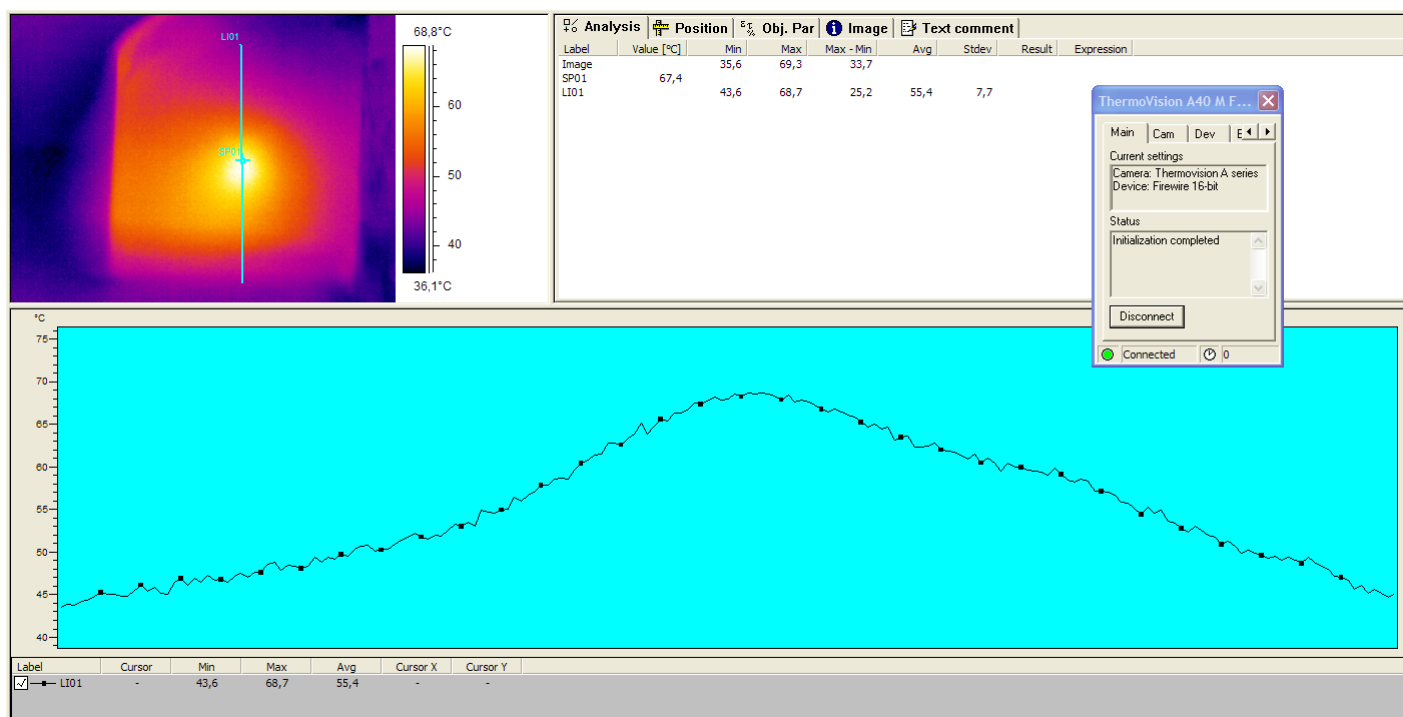 68,8°C
LI01
SP01
60
50
40
36,1°C
Analysis Position Obj. Par Image Text comment
Label Value [°C] Min Max Max - Min Avg Stdev Result Expression
Image 35,6 69,3 33,7
SP01 67,4
LI01 43,6 68,7 25,2 55,4 7,7
ThermoVision A40 M F...
Main Cam Dev
Current settings
Camera: Thermovision A series
Device: Firewire 16-bit
Status
Initialization completed
Disconnect
Connected 0
°C
75
70
65
60
55
50
45
40
Label Cursor Min Max Avg Cursor X Cursor Y
LI01 - 43,6 68,7 55,4 - -